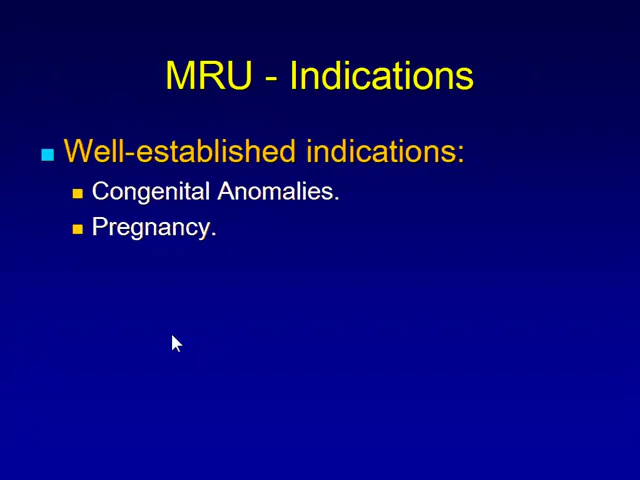 MRU - Indications
Well-established indications:
Congenital Anomalies.
Pregnancy.